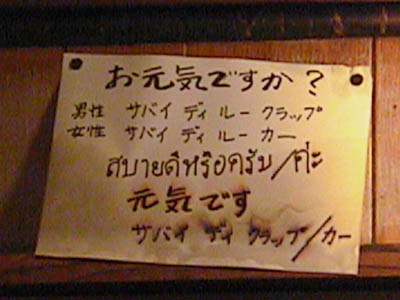 お元気ですか?
男性 サバイ ディ ルー クラップ
女性 サバイ ディ ルー カー
สบายดีหรือครับ/ค่ะ
元気です
サバイ ディ クラップ/カー